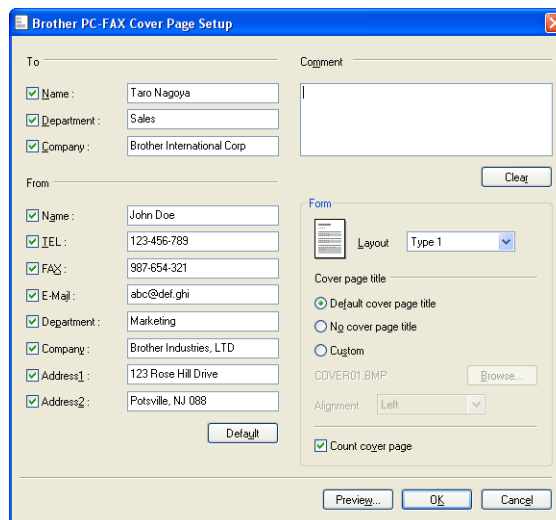 Brother PC-FAX Cover Page Setup
To
Name : Taro Nagoya
Department : Sales
Company : Brother International Corp
From
Name : John Doe
TEL : 123-456-789
FAX : 987-654-321
E-Mail : abc@def.ghi
Department : Marketing
Company : Brother Industries, LTD
Address1 : 123 Rose Hill Drive
Address2 : Potsville, NJ 088
Default
Comment
Clear
Form
Layout Type 1
Cover page title
Default cover page title
No cover page title
Custom
COVER01.BMP Browse...
Alignment Left
Count cover page
Preview... OK Cancel